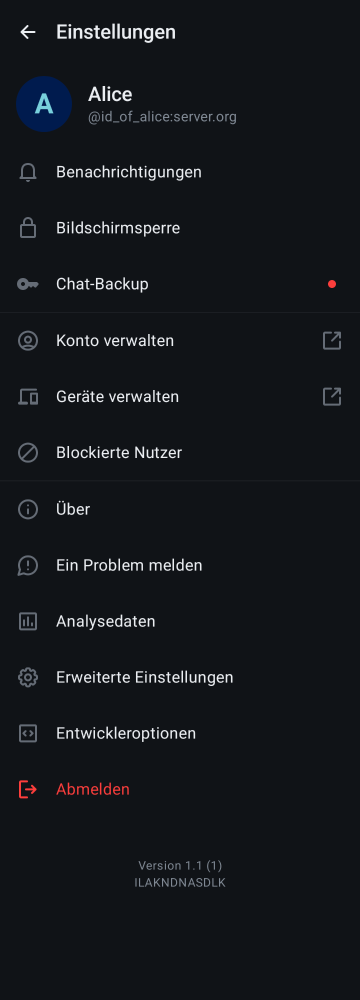 Einstellungen
A
Alice
@id_of_alice:server.org
Benachrichtigungen
Bildschirmsperre
Chat-Backup
Konto verwalten
Geräte verwalten
Blockierte Nutzer
Über
Ein Problem melden
Analysedaten
Erweiterte Einstellungen
Entwickleroptionen
Abmelden
Version 1.1 (1)
ILAKNDNASDLK